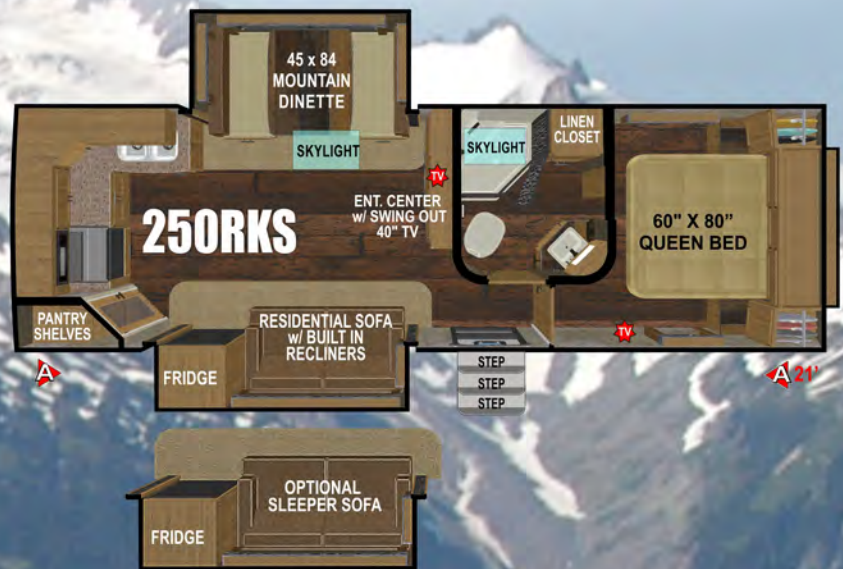 45 x 84
MOUNTAIN
DINETTE
SKYLIGHT
SKYLIGHT
LINEN
CLOSET
TV
ENT. CENTER
w/ SWING OUT
40" TV
250RKS
60" X 80”
QUEEN BED
PANTRY
SHELVES
RESIDENTIAL SOFA
w/ BUILT IN
RECLINERS
FRIDGE
TV
STEP
STEP
STEP
A
A 21'
OPTIONAL
SLEEPER SOFA
FRIDGE